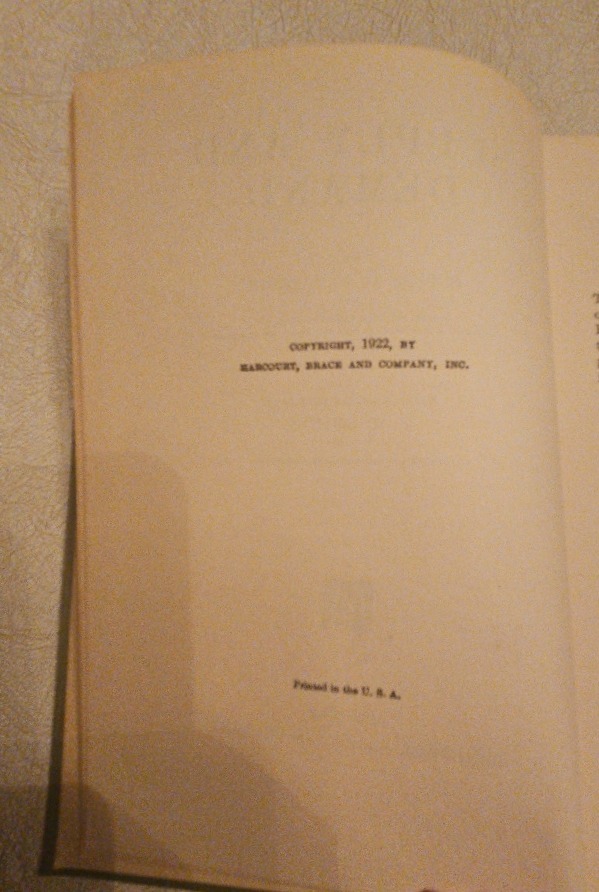 COPYRIGHT, 1922, BY
HARCOURT, BRACE AND COMPANY, INC.
Printed in the U. S. A.